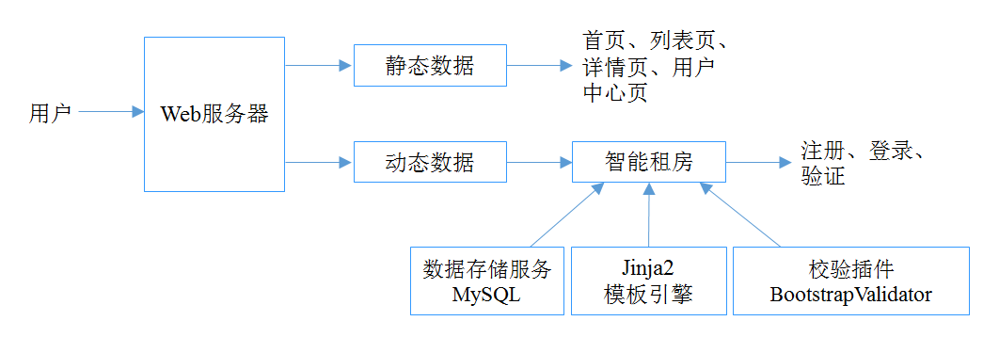 首页、列表页、
详情页、用户
中心页
静态数据
用户
Web服务器
动态数据
智能租房
注册、登录、
验证
数据存储服务
MySQL
Jinja2
模板引擎
校验插件
BootstrapValidator